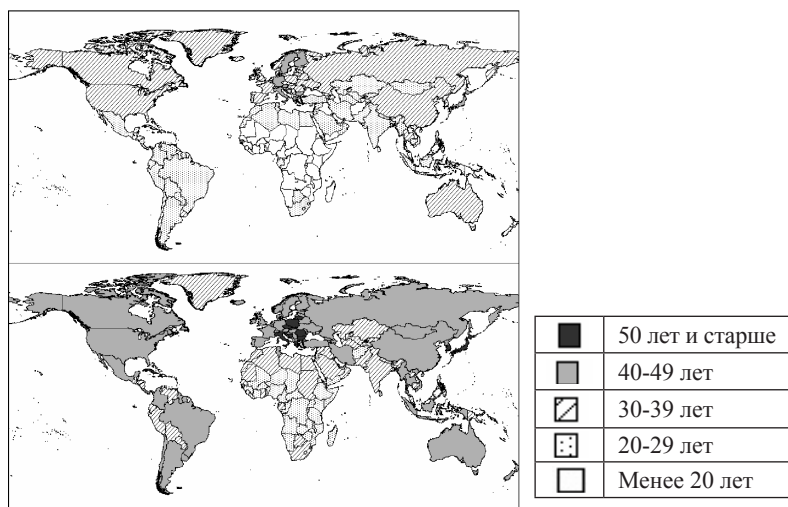 50 лет и старше
40-49 лет
30-39 лет
20-29 лет
Менее 20 лет